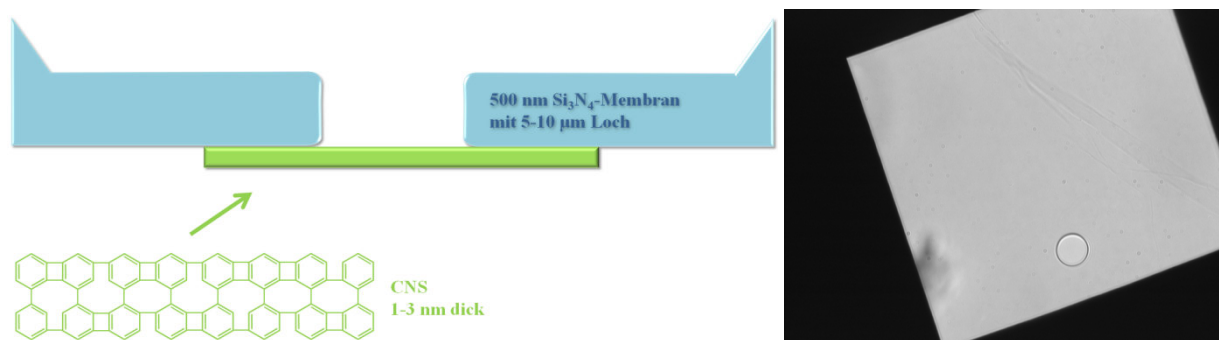 500 nm Si₃N₄-Membran
mit 5-10 µm Loch
CNS
1-3 nm dick